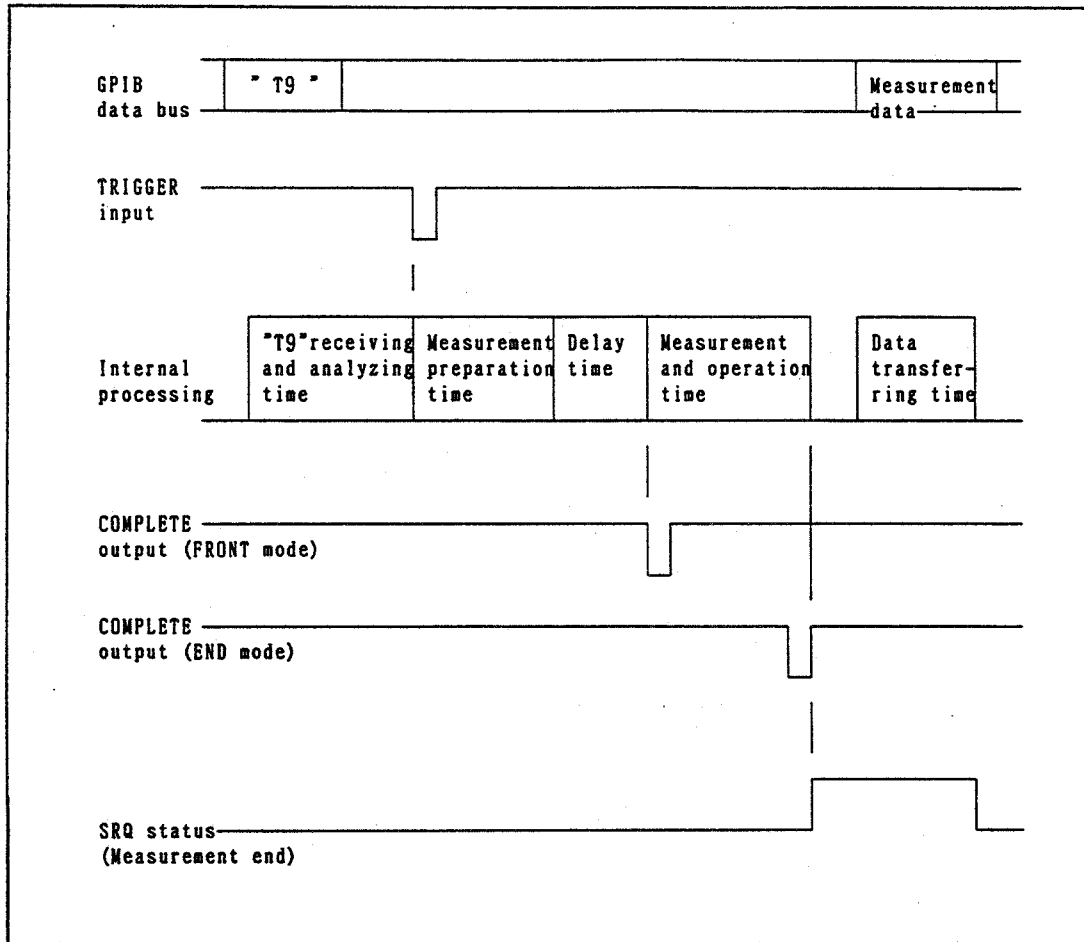 GPIB
data bus
" T9 "
Measurement
data
TRIGGER
input
Internal
processing
"T9"receiving
and analyzing
time
Measurement
preparation
time
Delay
time
Measurement
and operation
time
Data
transfer-
ring time
COMPLETE
output (FRONT mode)
COMPLETE
output (END mode)
SRQ status
(Measurement end)